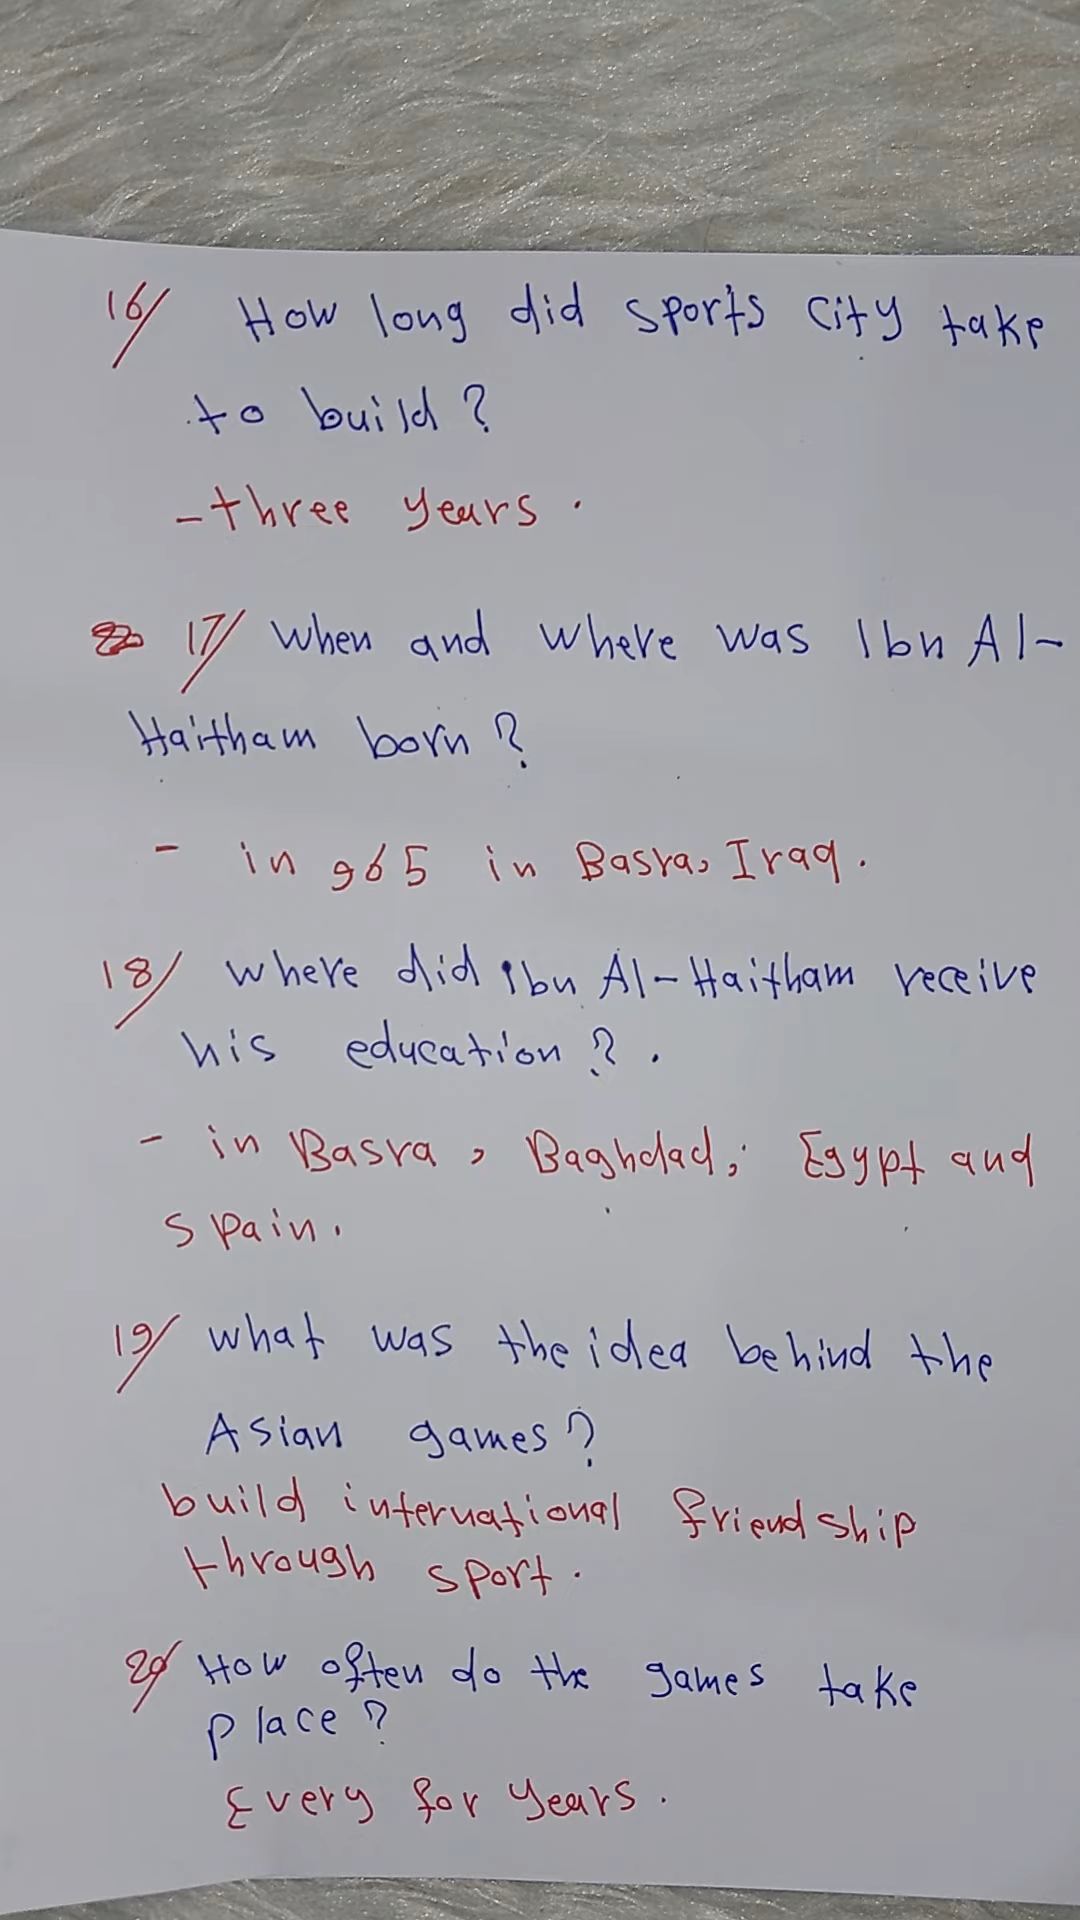 16/ How long did sports city take
to build?
- three years.
17/ When and where was Ibn Al-
Haitham born?
- in 965 in Basra, Iraq.
18/ where did Ibn Al-Haitham receive
his education?.
- in Basra, Baghdad, Egypt and
Spain.
19/ what was the idea behind the
Asian games?
build international friendship
through sport.
20/ How often do the games take
place?
Every for years.